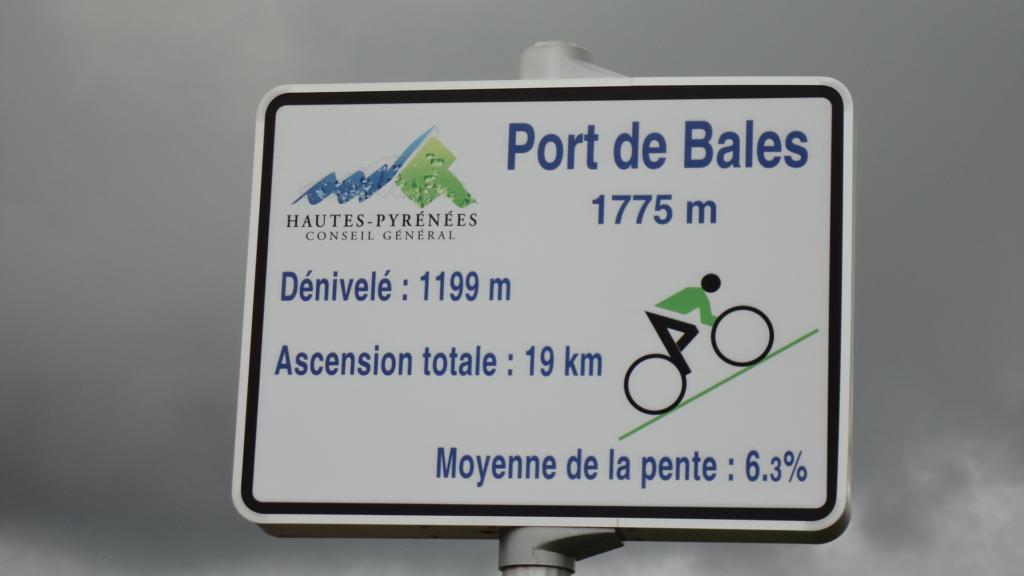 Port de Bales
1775 m
HAUTES-PYRÉNÉES
CONSEIL GÉNÉRAL
Dénivelé : 1199 m
Ascension totale : 19 km
Moyenne de la pente : 6.3%